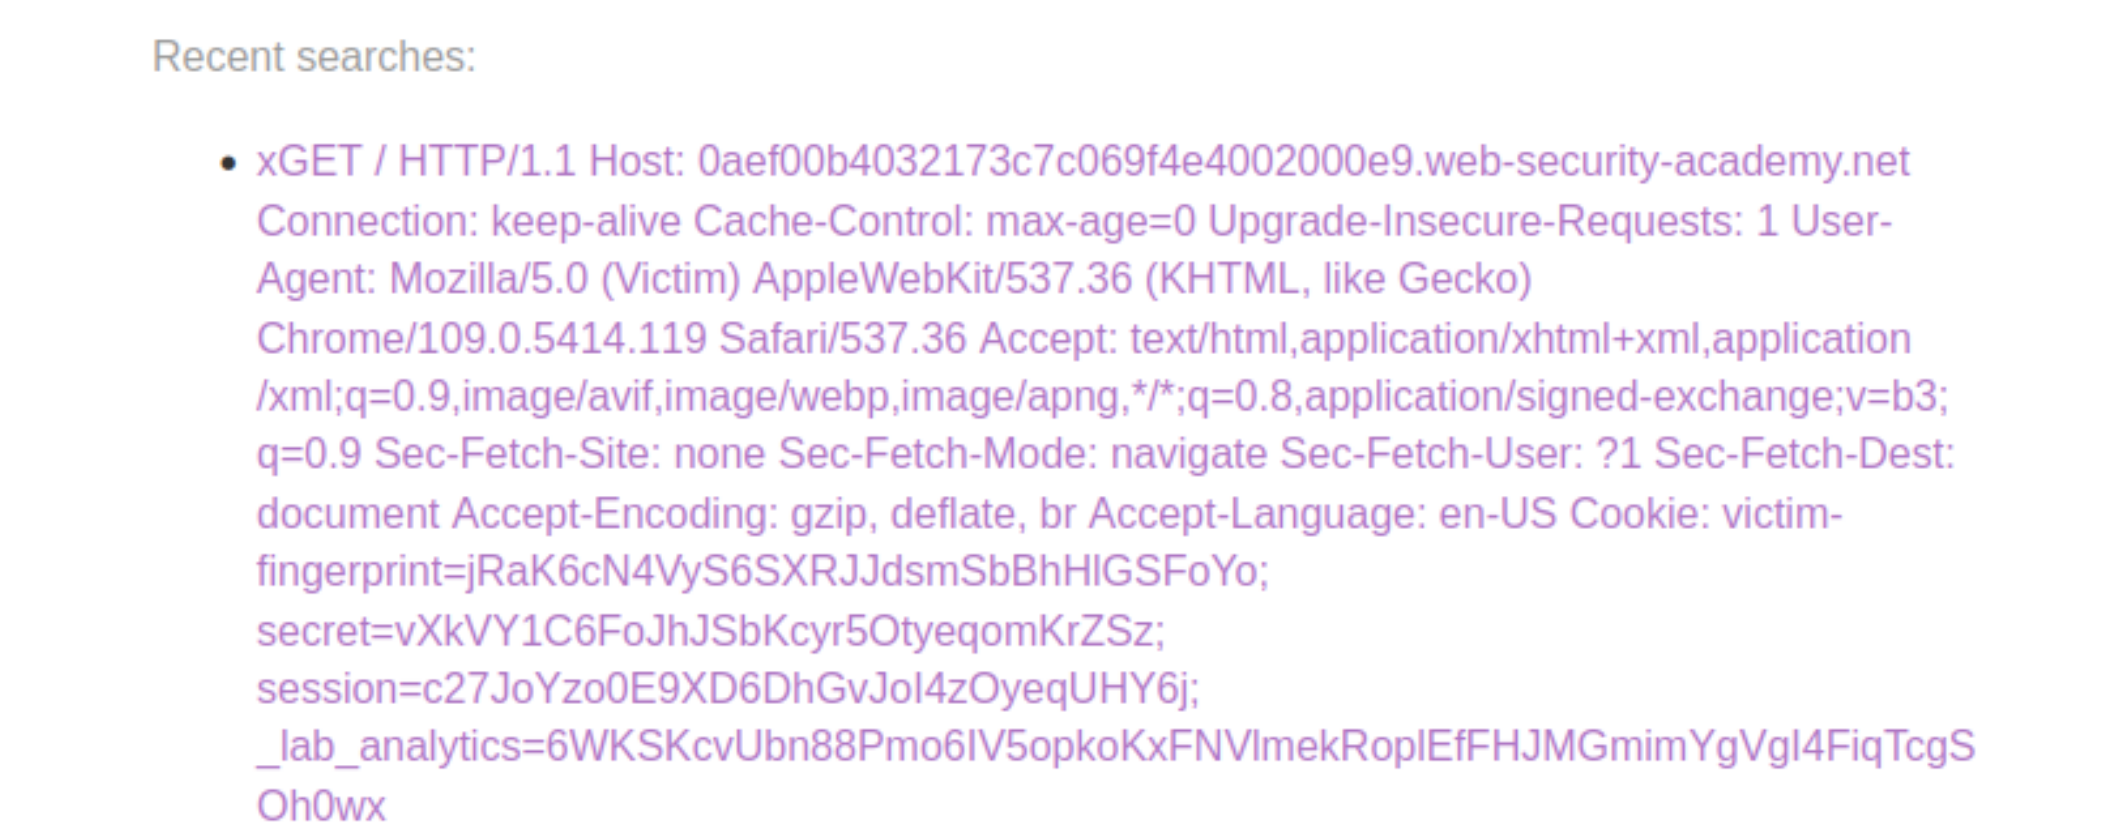 Recent searches:
xGET / HTTP/1.1 Host: 0aef00b4032173c7c069f4e4002000e9.web-security-academy.net
Connection: keep-alive Cache-Control: max-age=0 Upgrade-Insecure-Requests: 1 User-
Agent: Mozilla/5.0 (Victim) AppleWebKit/537.36 (KHTML, like Gecko)
Chrome/109.0.5414.119 Safari/537.36 Accept: text/html,application/xhtml+xml,application
/xml;q=0.9,image/avif,image/webp,image/apng,*/*;q=0.8,application/signed-exchange;v=b3;
q=0.9 Sec-Fetch-Site: none Sec-Fetch-Mode: navigate Sec-Fetch-User: ?1 Sec-Fetch-Dest:
document Accept-Encoding: gzip, deflate, br Accept-Language: en-US Cookie: victim-
fingerprint=jRaK6cN4VyS6SXRJJdsmSbBhHlGSFoYo;
secret=vXkVY1C6FoJhJSbKcyr5OtyeqomKrZSz;
session=c27JoYzo0E9XD6DhGvJoI4zOyeqUHY6j;
_lab_analytics=6WKSKcvUbn88Pmo6IV5opkoKxFNVlmekRoplEfFHJMGmimYgVgI4FiqTcgS
Oh0wx